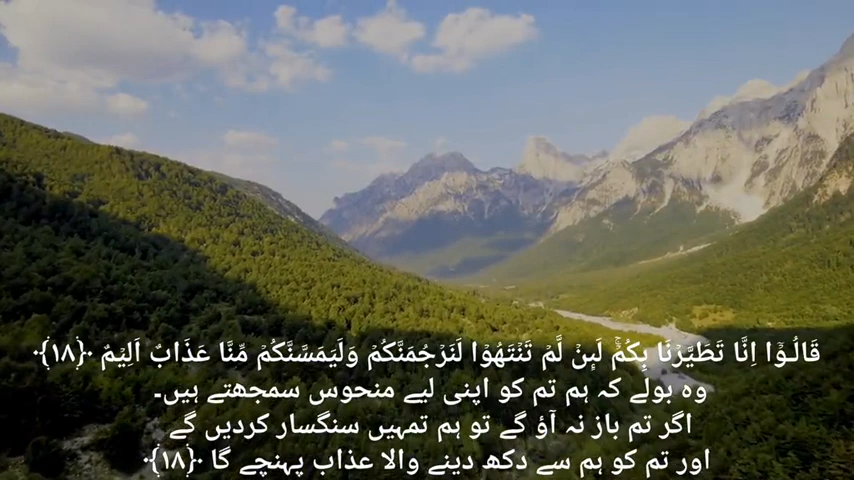 قَالُوْۤا اِنَّا تَطَيَّرْنَا بِكُمْۚ لَٮِٕنْ لَّمْ تَنْتَهُوْا لَنَرْجُمَنَّكُمْ وَلَيَمَسَّنَّكُمْ مِّنَّا عَذَابٌ اَلِيْمٌ ﴿۱۸﴾
وہ بولے کہ ہم تم کو اپنی لیے منحوس سمجھتے ہیں۔
اگر تم باز نہ آؤ گے تو ہم تمہیں سنگسار کردیں گے
اور تم کو ہم سے دکھ دینے والا عذاب پہنچے گا ﴿۱۸﴾